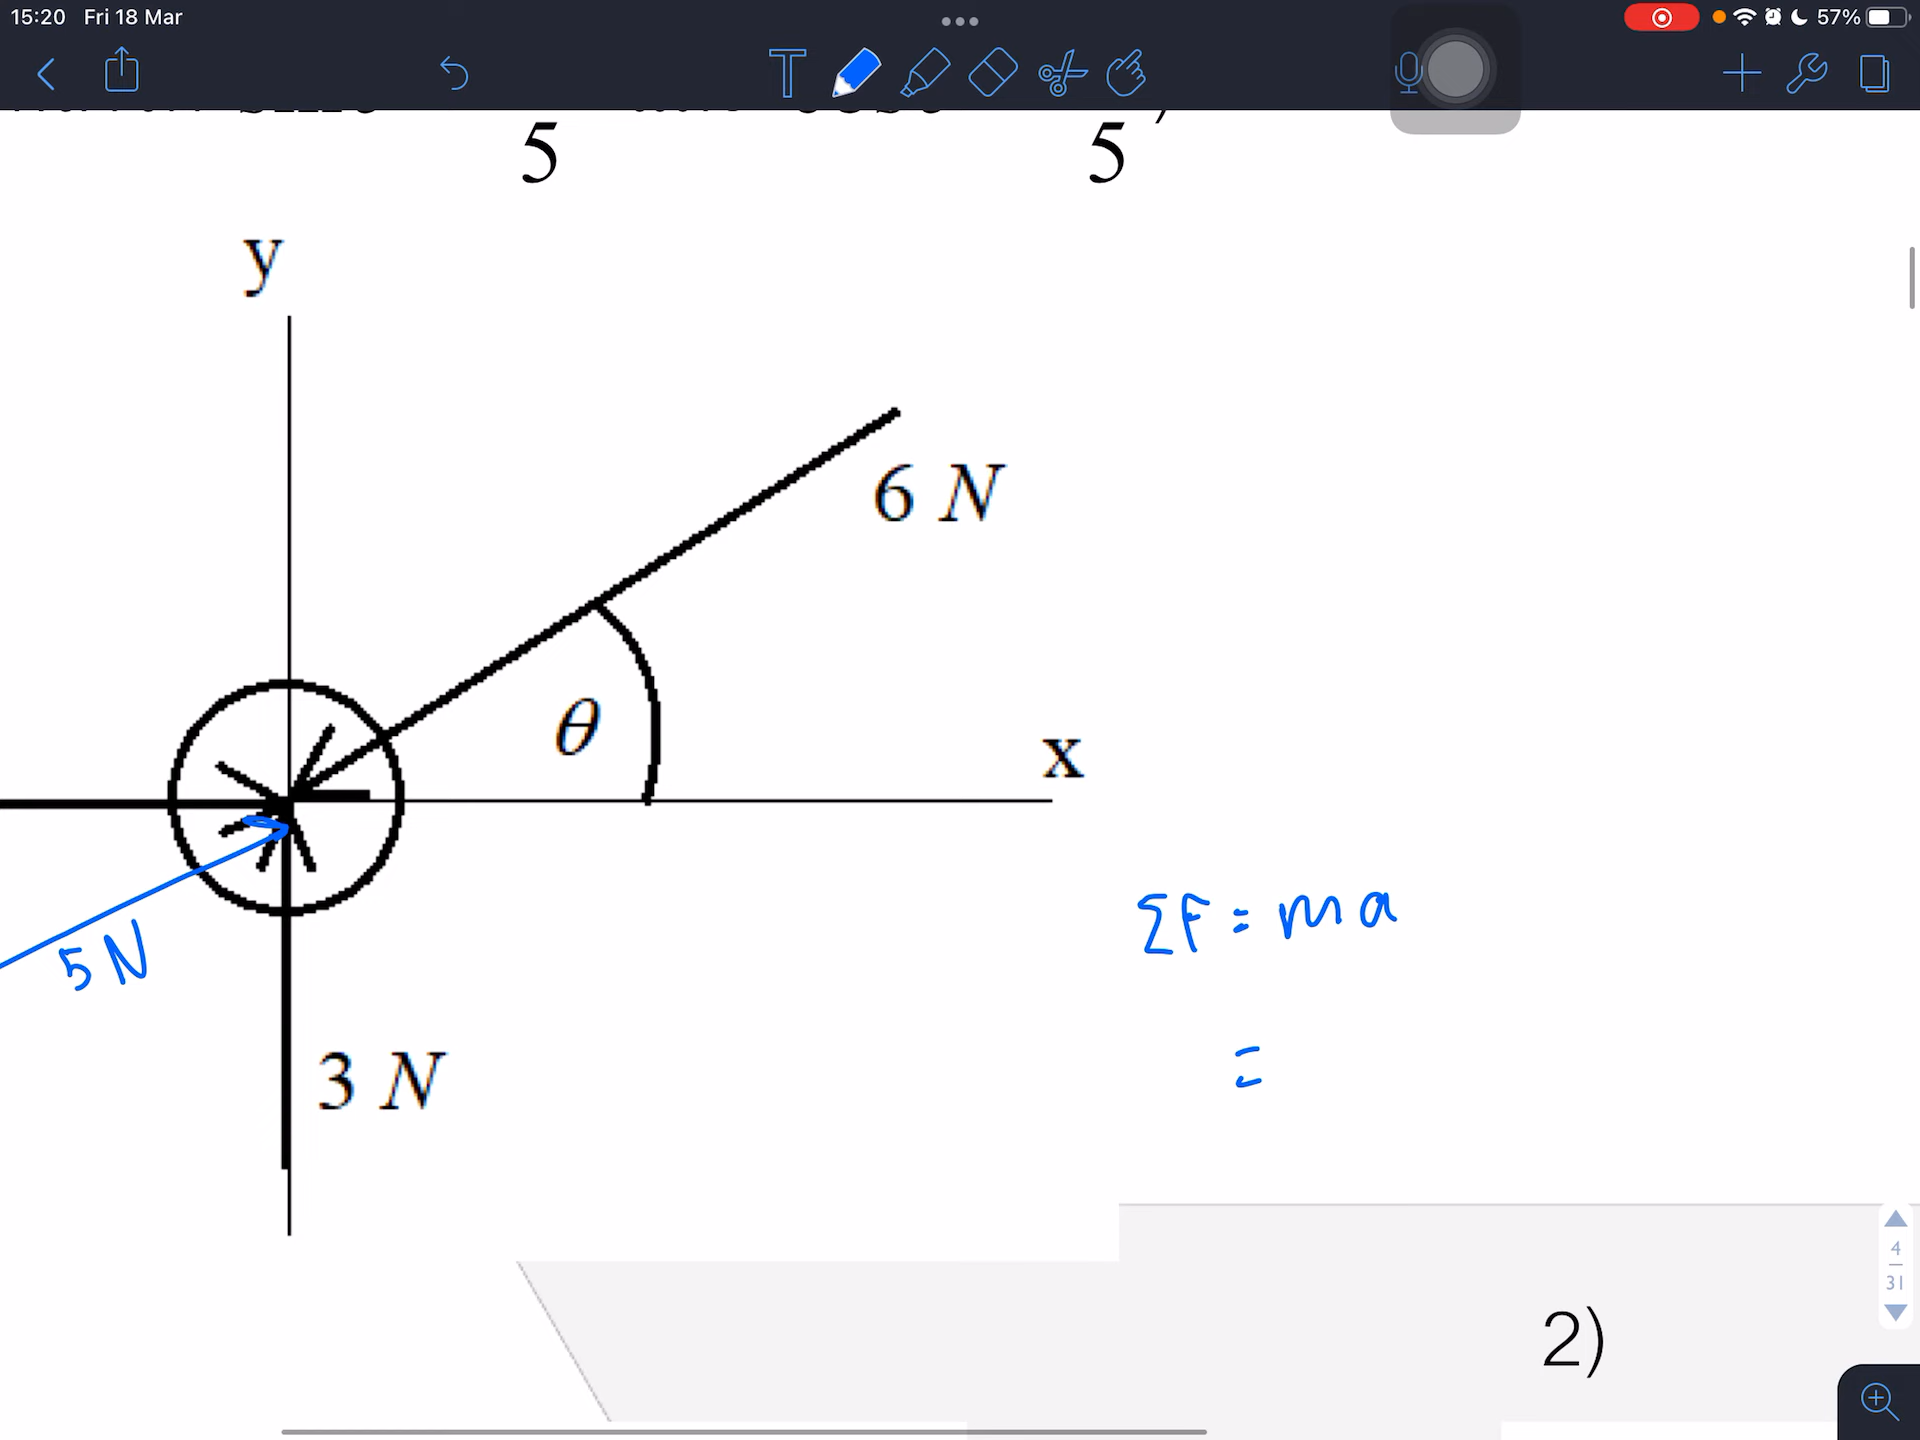 15:20 Fri 18 Mar
57%
T
5 5
y
6 N
θ
x
5N
ΣF = ma
=
3 N
4
31
2)